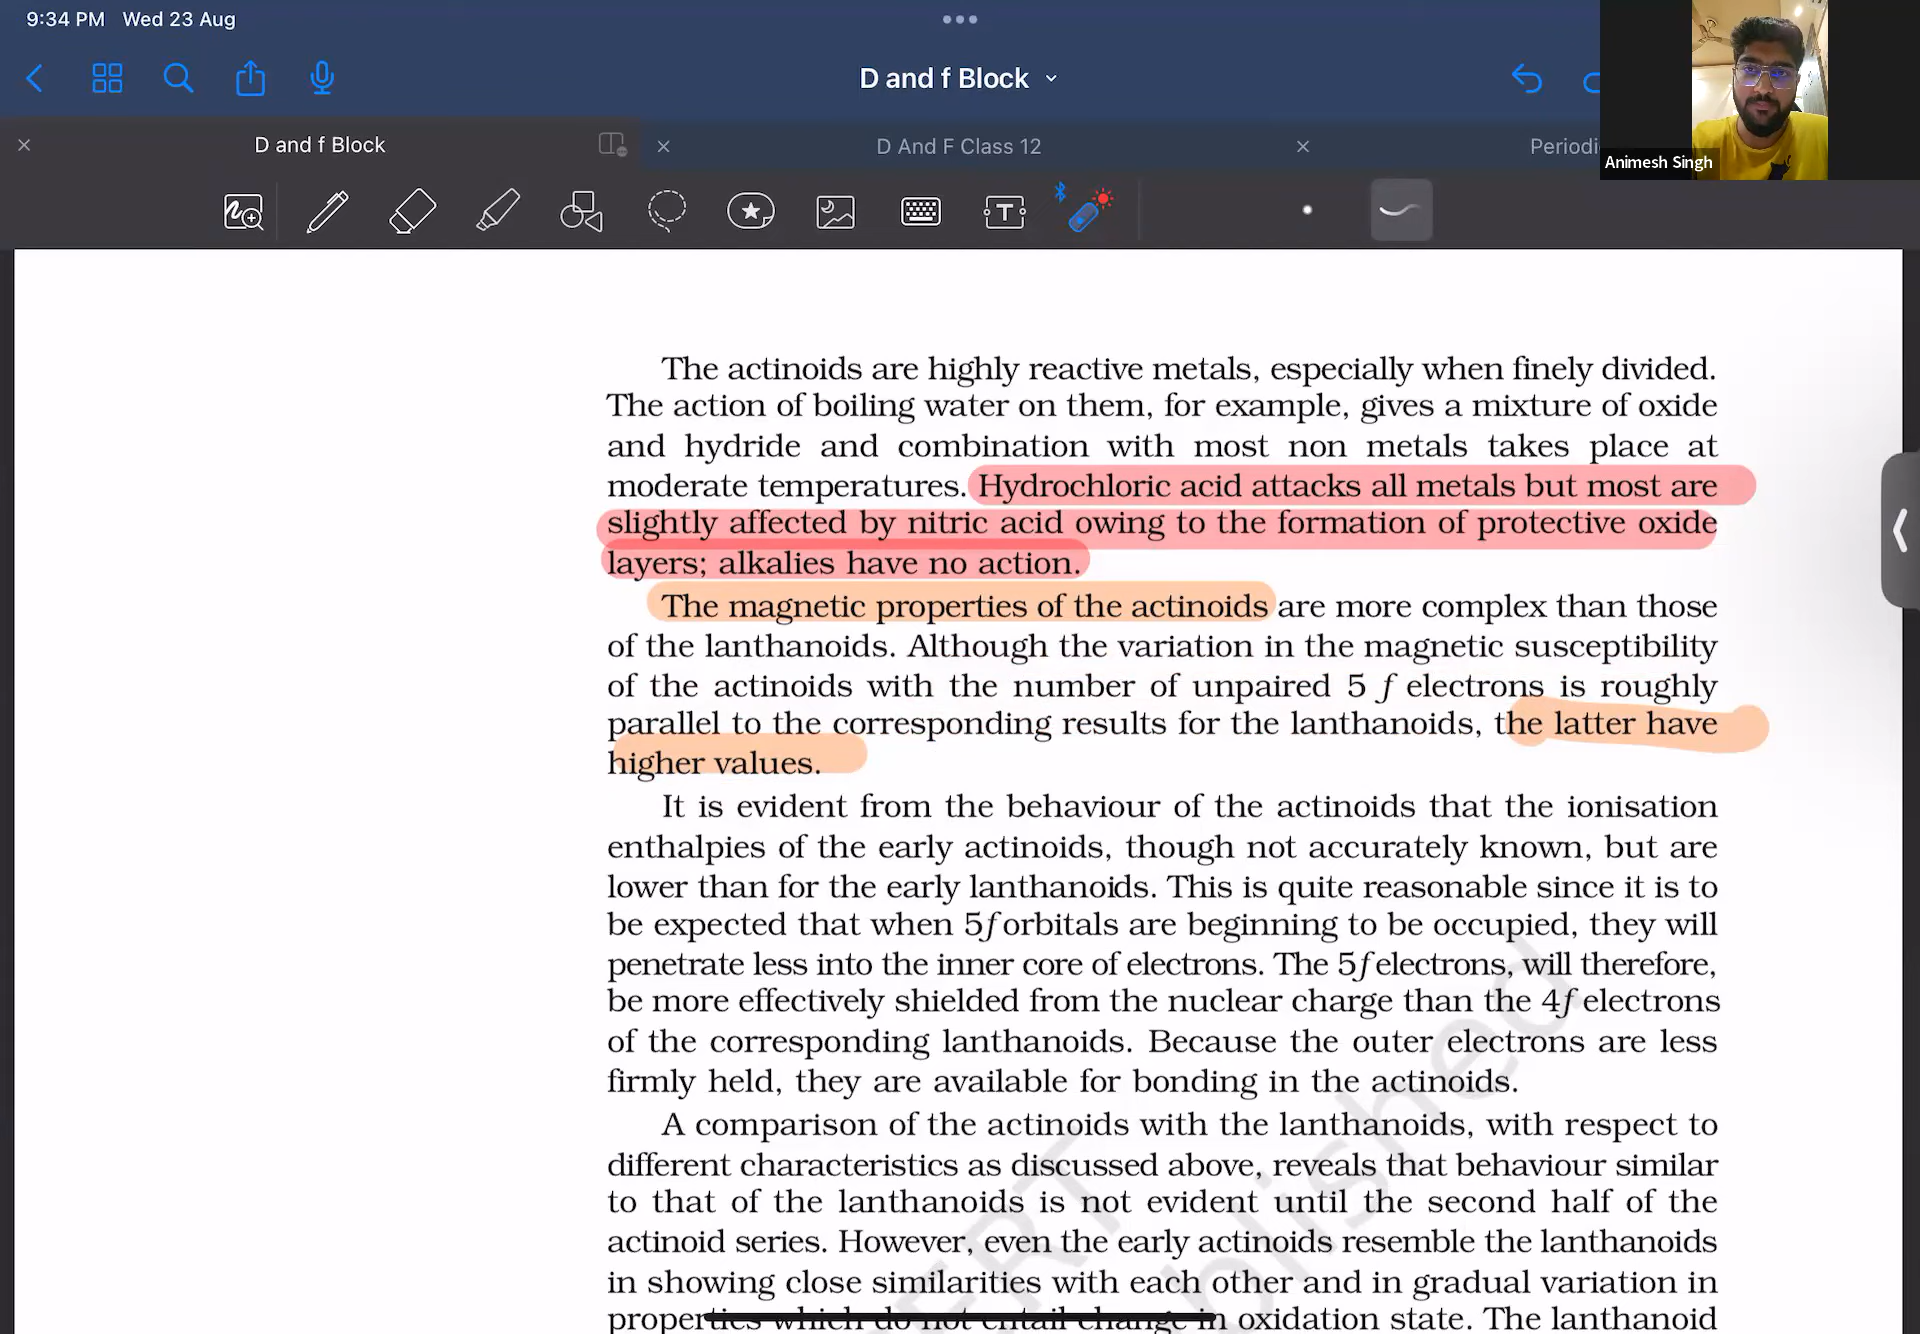 9:34 PM Wed 23 Aug
D and f Block
D and f Block
D And F Class 12
Periodi
Animesh Singh
The actinoids are highly reactive metals, especially when finely divided.
The action of boiling water on them, for example, gives a mixture of oxide
and hydride and combination with most non metals takes place at
moderate temperatures. Hydrochloric acid attacks all metals but most are
slightly affected by nitric acid owing to the formation of protective oxide
layers; alkalies have no action.
The magnetic properties of the actinoids are more complex than those
of the lanthanoids. Although the variation in the magnetic susceptibility
of the actinoids with the number of unpaired 5 f electrons is roughly
parallel to the corresponding results for the lanthanoids, the latter have
higher values.
It is evident from the behaviour of the actinoids that the ionisation
enthalpies of the early actinoids, though not accurately known, but are
lower than for the early lanthanoids. This is quite reasonable since it is to
be expected that when 5f orbitals are beginning to be occupied, they will
penetrate less into the inner core of electrons. The 5f electrons, will therefore,
be more effectively shielded from the nuclear charge than the 4f electrons
of the corresponding lanthanoids. Because the outer electrons are less
firmly held, they are available for bonding in the actinoids.
A comparison of the actinoids with the lanthanoids, with respect to
different characteristics as discussed above, reveals that behaviour similar
to that of the lanthanoids is not evident until the second half of the
actinoid series. However, even the early actinoids resemble the lanthanoids
in showing close similarities with each other and in gradual variation in
properties which do not entail change in oxidation state. The lanthanoid